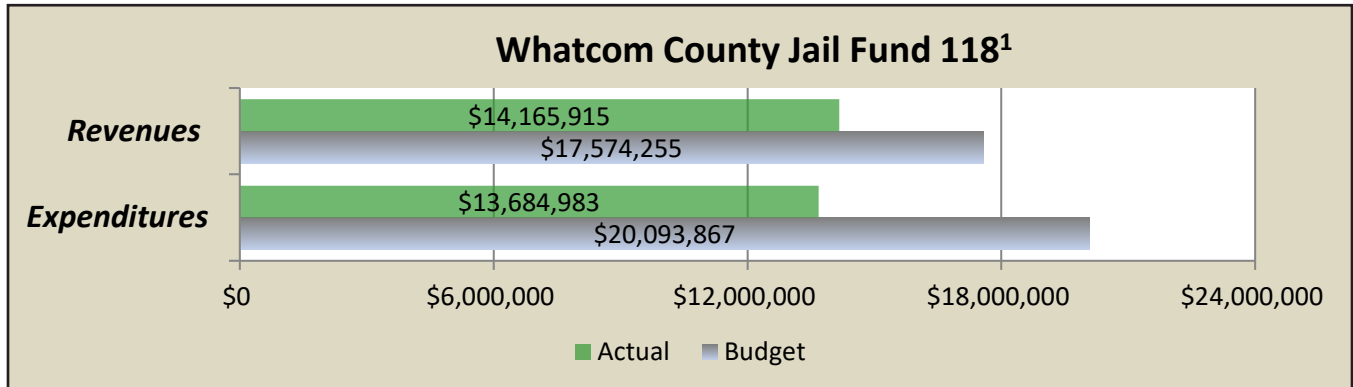 Whatcom County Jail Fund 118¹
Revenues
$14,165,915
$17,574,255
Expenditures
$13,684,983
$20,093,867
$0 $6,000,000 $12,000,000 $18,000,000 $24,000,000
Actual Budget